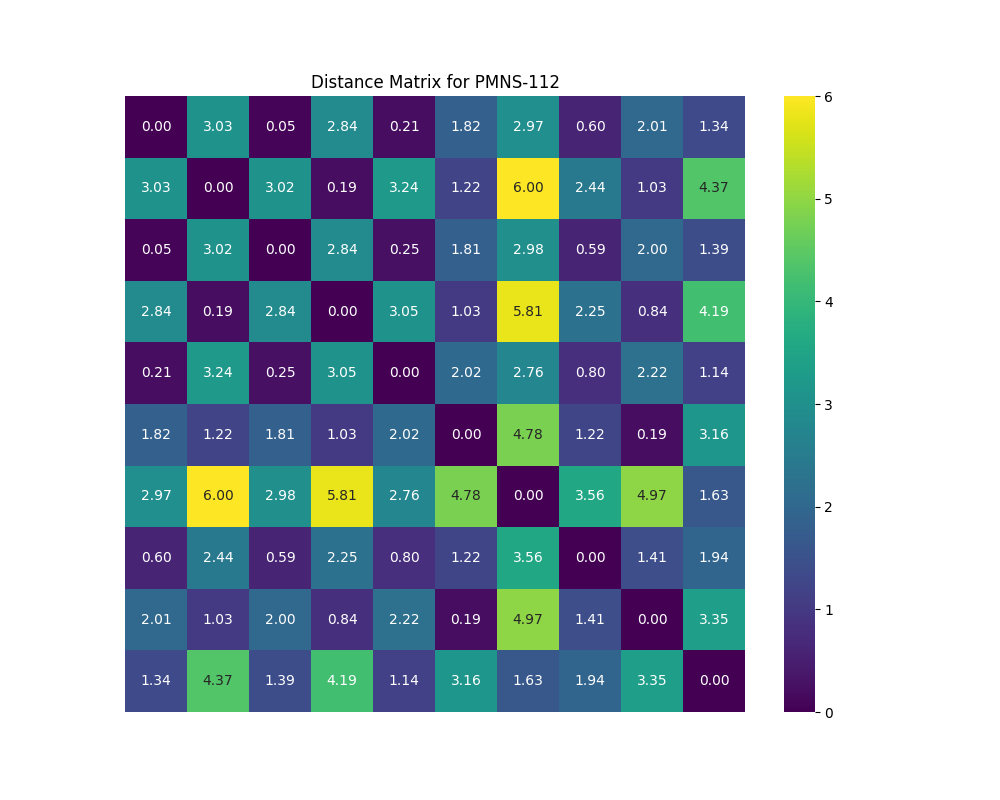 Distance Matrix for PMNS-112
0.00 3.03 0.05 2.84 0.21 1.82 2.97 0.60 2.01 1.34
3.03 0.00 3.02 0.19 3.24 1.22 6.00 2.44 1.03 4.37
0.05 3.02 0.00 2.84 0.25 1.81 2.98 0.59 2.00 1.39
2.84 0.19 2.84 0.00 3.05 1.03 5.81 2.25 0.84 4.19
0.21 3.24 0.25 3.05 0.00 2.02 2.76 0.80 2.22 1.14
1.82 1.22 1.81 1.03 2.02 0.00 4.78 1.22 0.19 3.16
2.97 6.00 2.98 5.81 2.76 4.78 0.00 3.56 4.97 1.63
0.60 2.44 0.59 2.25 0.80 1.22 3.56 0.00 1.41 1.94
2.01 1.03 2.00 0.84 2.22 0.19 4.97 1.41 0.00 3.35
1.34 4.37 1.39 4.19 1.14 3.16 1.63 1.94 3.35 0.00
6
5
4
3
2
1
0